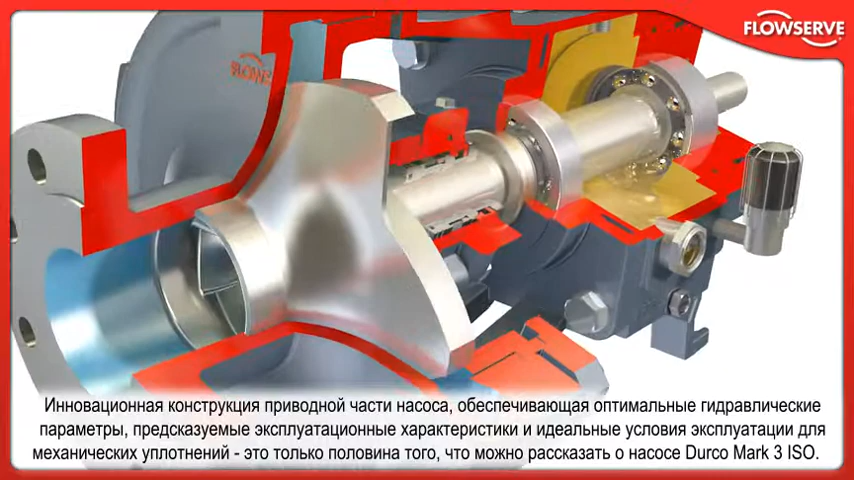 FLOWSERVE
FLOWS
Инновационная конструкция приводной части насоса, обеспечивающая оптимальные гидравлические
параметры, предсказуемые эксплуатационные характеристики и идеальные условия эксплуатации для
механических уплотнений - это только половина того, что можно рассказать о насосе Durco Mark 3 ISO.